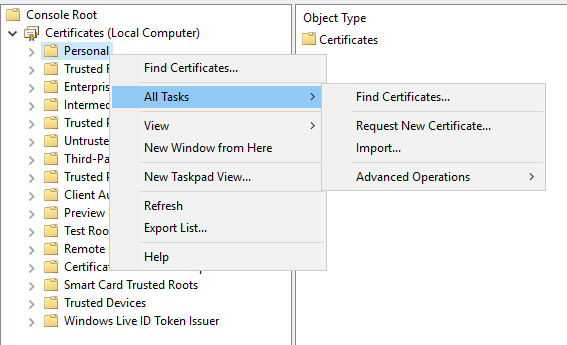 Console Root
Certificates (Local Computer)
Personal
Trusted
Enterpris
Intermed
Trusted P
Untruste
Third-Pa
Trusted P
Client Au
Preview
Test Roo
Remote
Certificat
Smart Card Trusted Roots
Trusted Devices
Windows Live ID Token Issuer
Find Certificates...
All Tasks
View
New Window from Here
New Taskpad View...
Refresh
Export List...
Help
Find Certificates...
Request New Certificate...
Import...
Advanced Operations
Object Type
Certificates